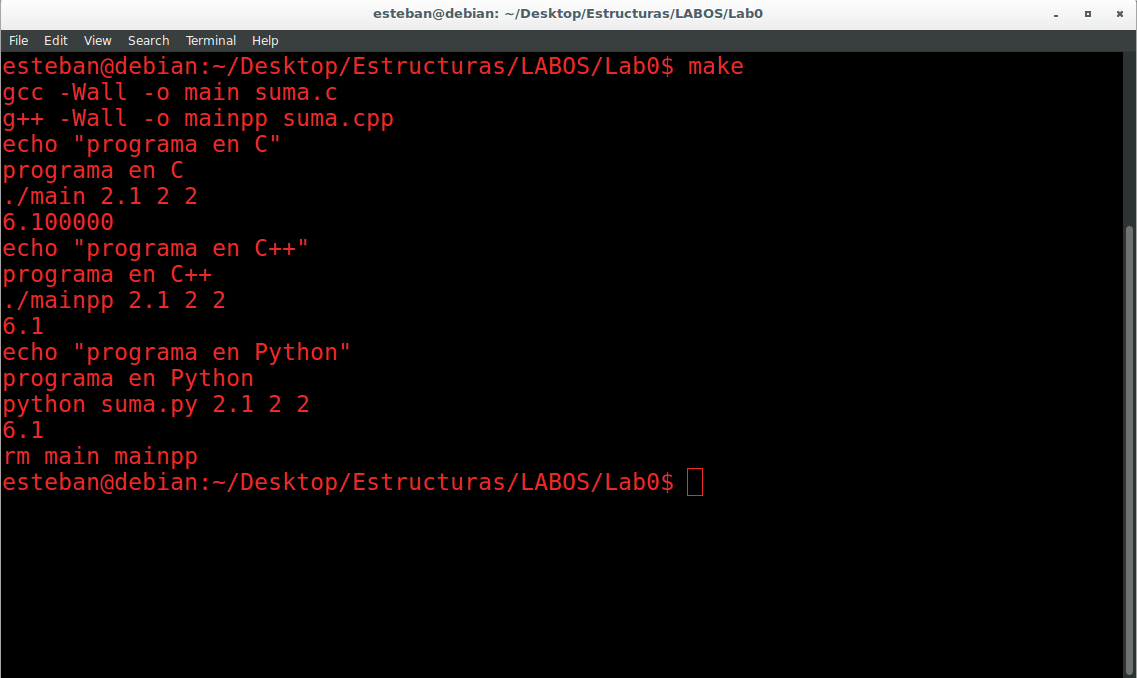 esteban@debian: ~/Desktop/Estructuras/LABOS/Lab0
File Edit View Search Terminal Help
esteban@debian:~/Desktop/Estructuras/LABOS/Lab0$ make
gcc -Wall -o main suma.c
g++ -Wall -o mainpp suma.cpp
echo "programa en C"
programa en C
./main 2.1 2 2
6.100000
echo "programa en C++"
programa en C++
./mainpp 2.1 2 2
6.1
echo "programa en Python"
programa en Python
python suma.py 2.1 2 2
6.1
rm main mainpp
esteban@debian:~/Desktop/Estructuras/LABOS/Lab0$